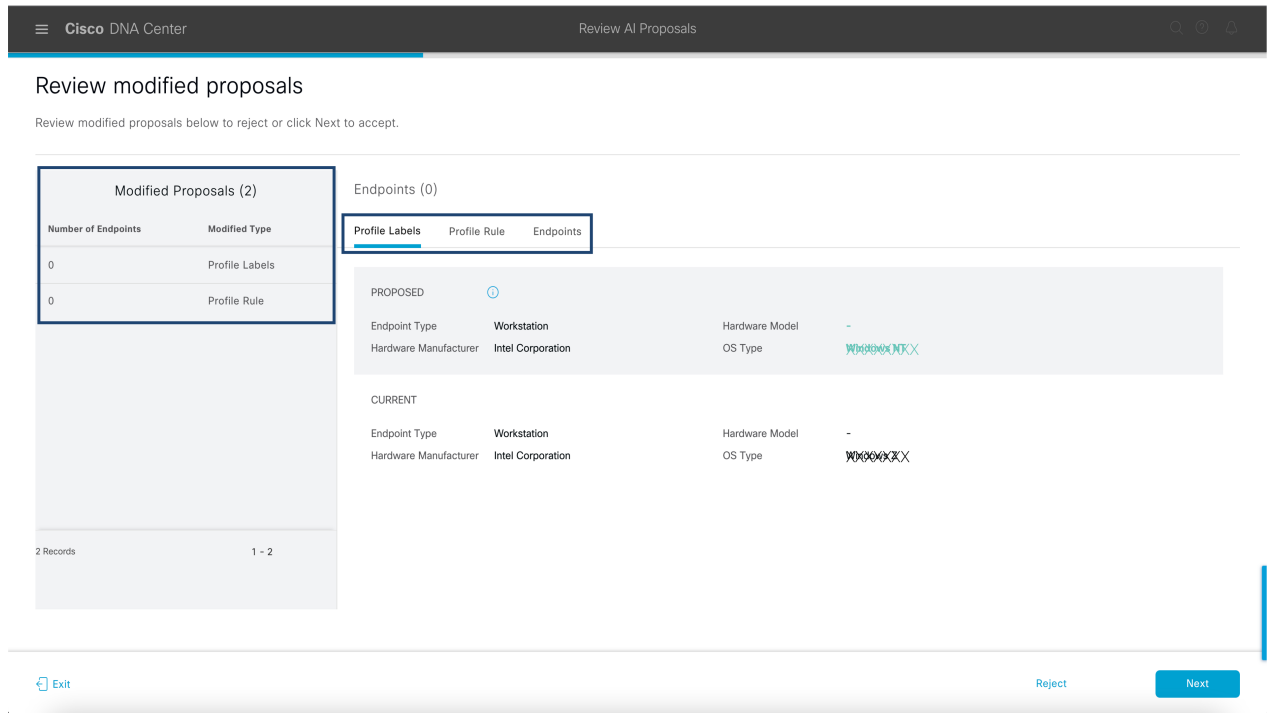 Cisco DNA Center
Review AI Proposals
Review modified proposals
Review modified proposals below to reject or click Next to accept.
Modified Proposals (2)
Number of Endpoints Modified Type
0 Profile Labels
0 Profile Rule
2 Records 1 - 2
Endpoints (0)
Profile Labels Profile Rule Endpoints
PROPOSED
Endpoint Type Workstation Hardware Model -
Hardware Manufacturer Intel Corporation OS Type
CURRENT
Endpoint Type Workstation Hardware Model -
Hardware Manufacturer Intel Corporation OS Type
Exit
Reject
Next